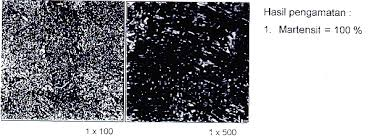 Hasil pengamatan :
1. Martensit = 100 %
1 x 100
1 x 500